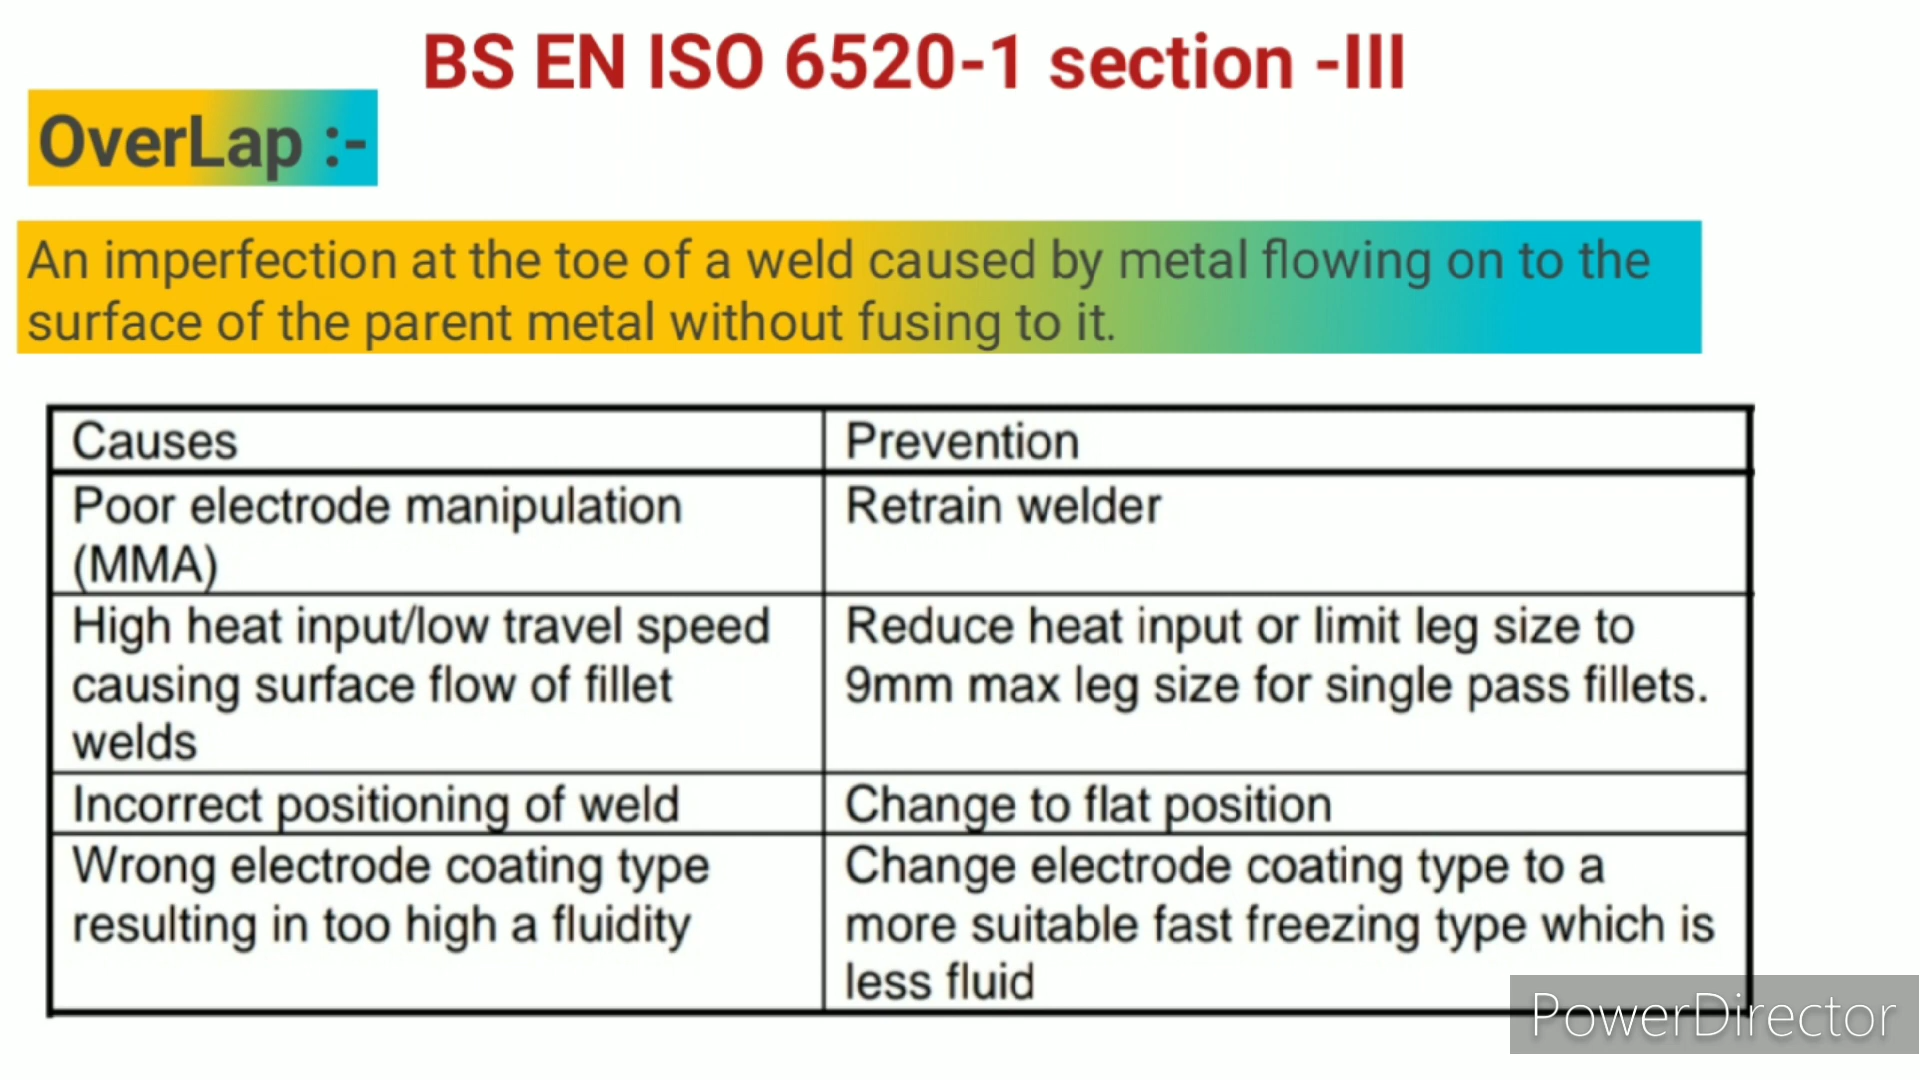 BS EN ISO 6520-1 section -III
OverLap :-
An imperfection at the toe of a weld caused by metal flowing on to the
surface of the parent metal without fusing to it.
Causes
Prevention
Poor electrode manipulation
(MMA)
Retrain welder
High heat input/low travel speed
causing surface flow of fillet
welds
Reduce heat input or limit leg size to
9mm max leg size for single pass fillets.
Incorrect positioning of weld
Change to flat position
Wrong electrode coating type
resulting in too high a fluidity
Change electrode coating type to a
more suitable fast freezing type which is
less fluid
PowerDirector